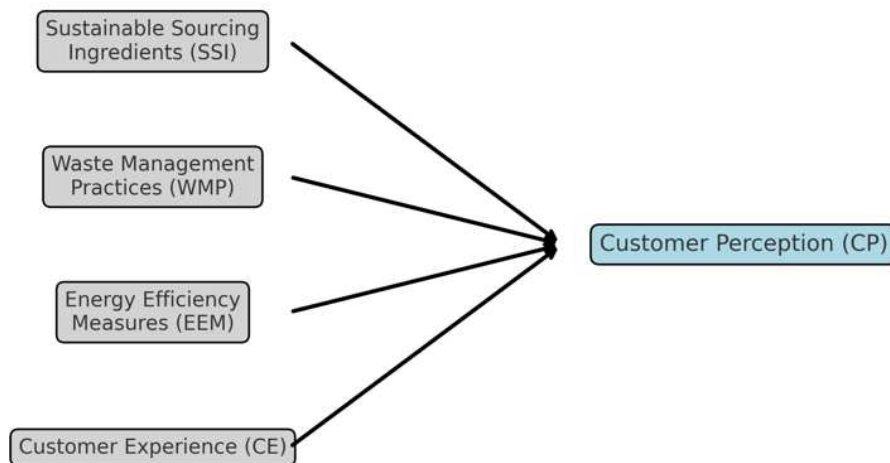 Sustainable Sourcing
Ingredients (SSI)
Waste Management
Practices (WMP)
Customer Perception (CP)
Energy Efficiency
Measures (EEM)
Customer Experience (CE)